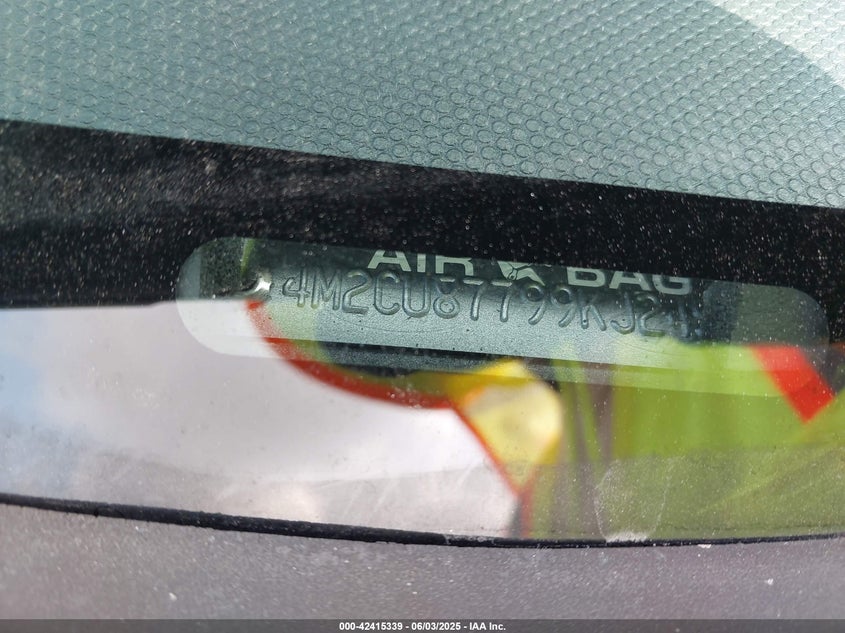 AIR BAG
4M2CU87799KJ2
000-42415339 - 06/03/2025 - IAA Inc.